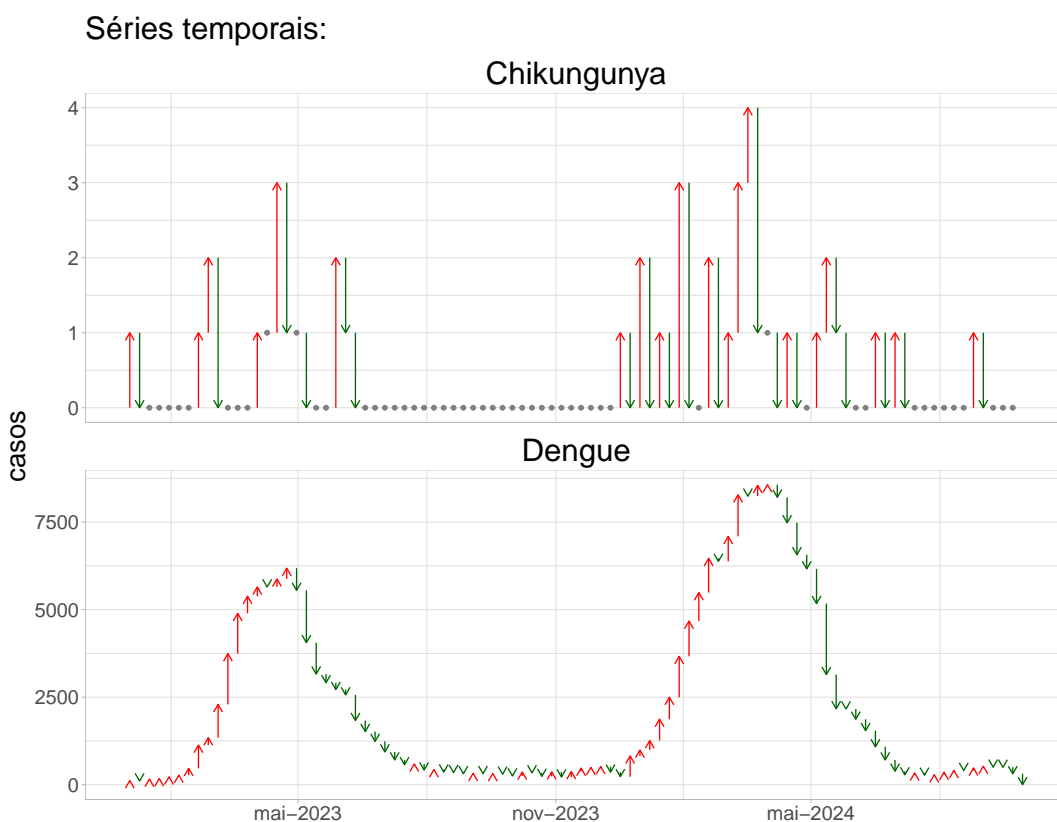 Séries temporais:
Chikungunya
4
3
2
1
0
casos
Dengue
7500
5000
2500
0
mai−2023
nov−2023
mai−2024